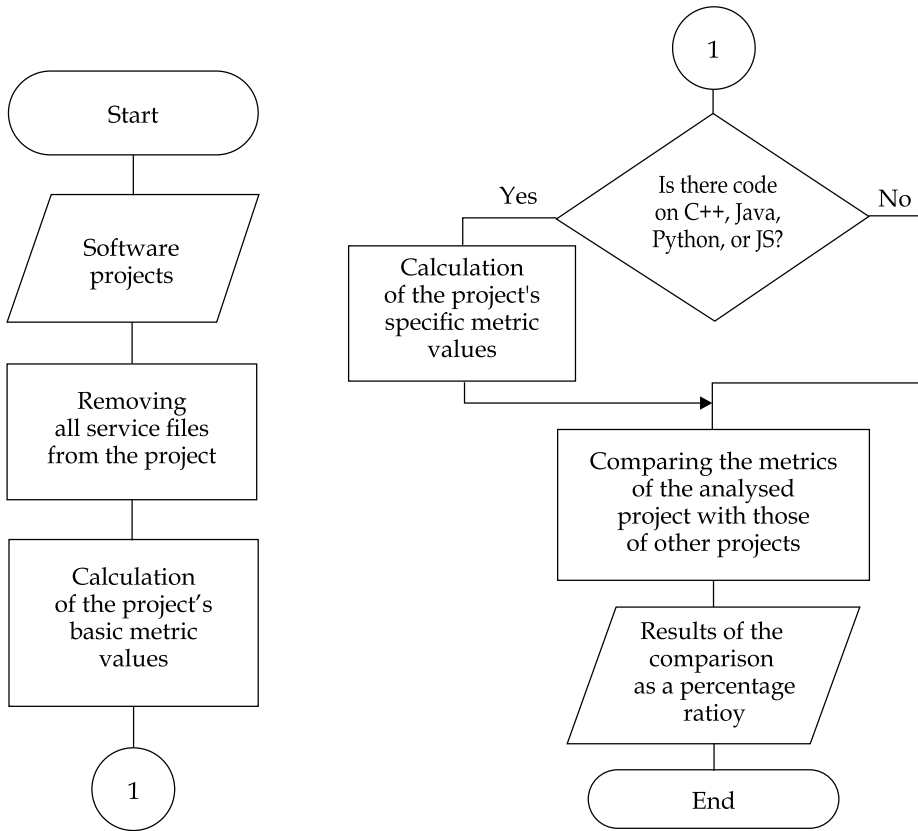 Start
Software
projects
Removing
all service files
from the project
Calculation
of the project’s
basic metric
values
1
1
Is there code
on C++, Java,
Python, or JS?
Yes
No
Calculation
of the project's
specific metric
values
Comparing the metrics
of the analysed
project with those
of other projects
Results of the
comparison
as a percentage
ratioy
End